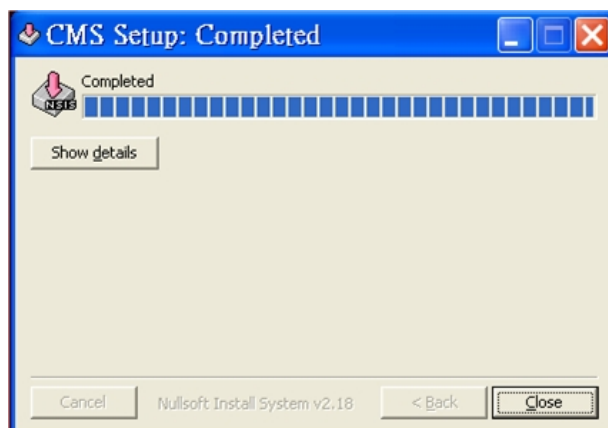 CMS Setup: Completed
Completed
NSIS
Show details
Cancel
Nullsoft Install System v2.18
< Back
Close